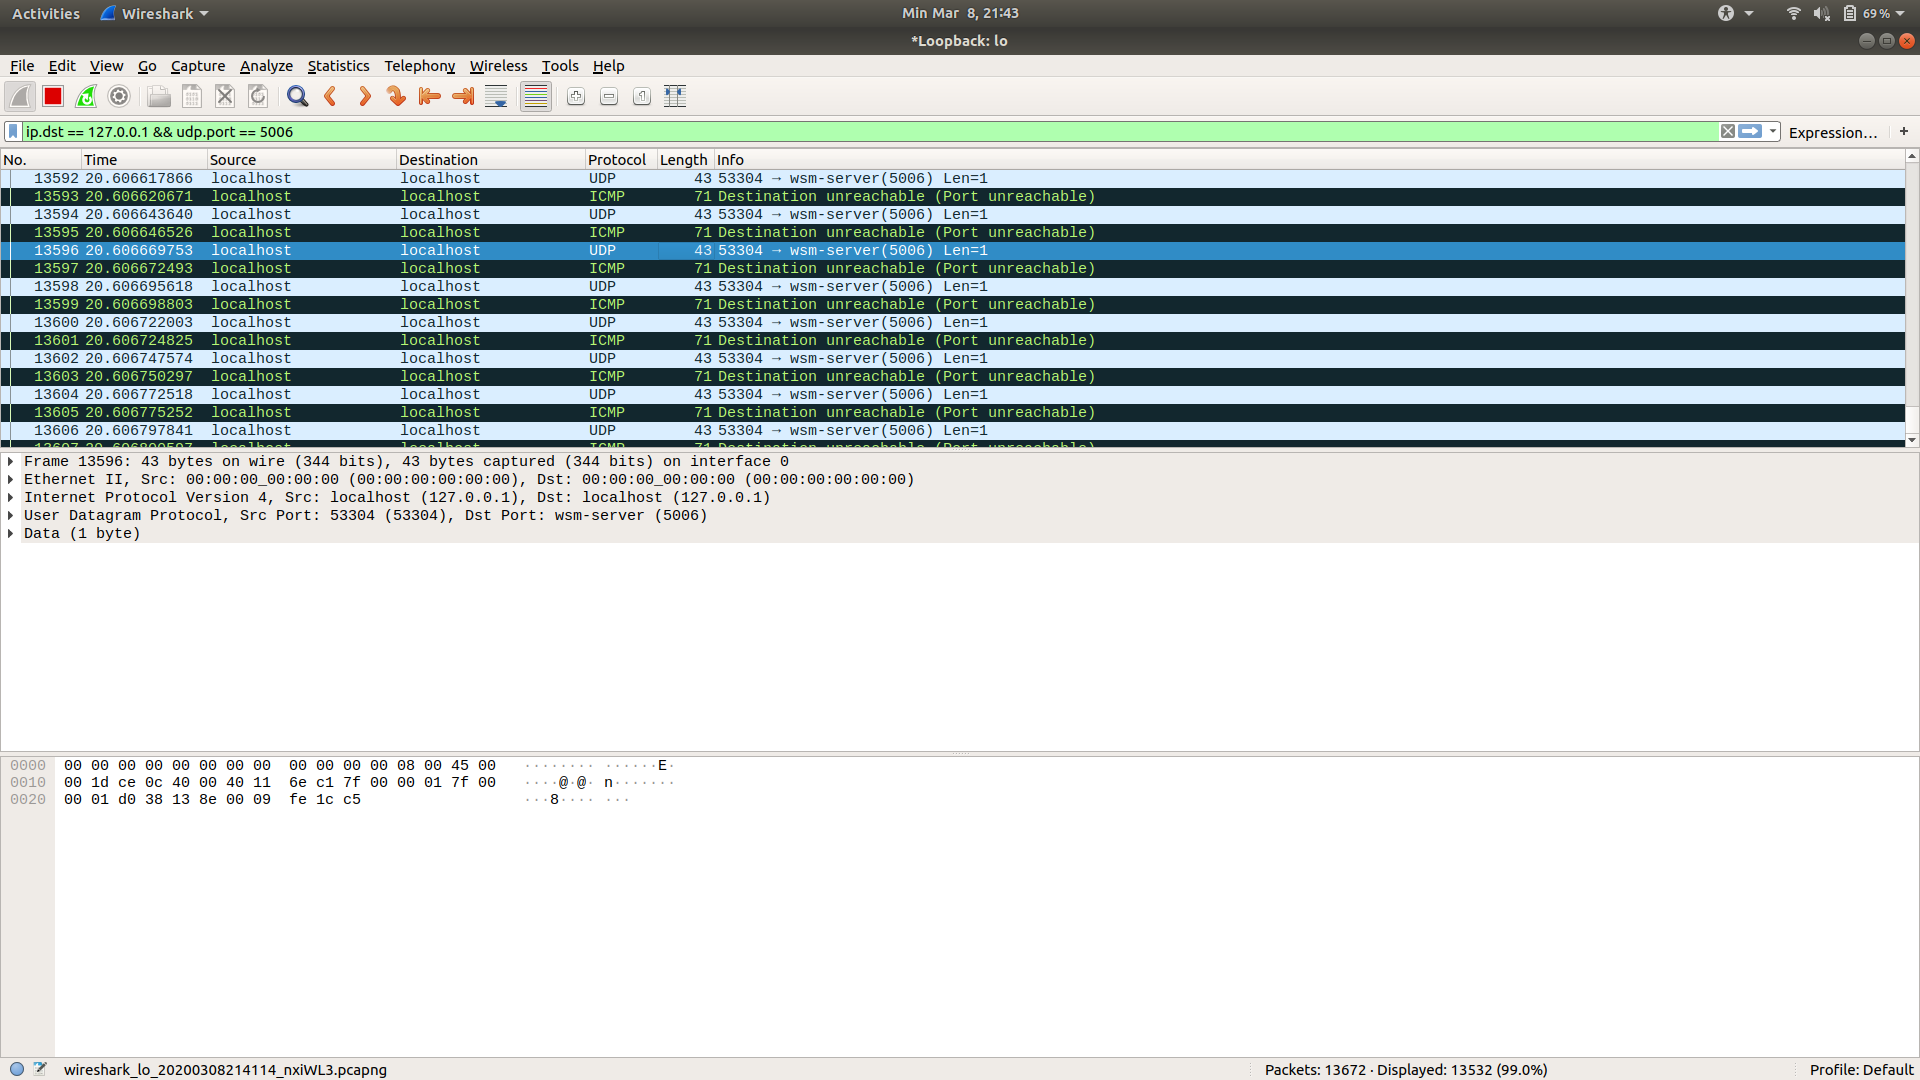 Activities Wireshark Min Mar 8, 21:43 69 %
*Loopback: lo
File Edit View Go Capture Analyze Statistics Telephony Wireless Tools Help
ip.dst == 127.0.0.1 && udp.port == 5006 Expression… +
No. Time Source Destination Protocol Length Info
13592 20.606617866 localhost localhost UDP 43 53304 → wsm-server(5006) Len=1
13593 20.606620671 localhost localhost ICMP 71 Destination unreachable (Port unreachable)
13594 20.606643640 localhost localhost UDP 43 53304 → wsm-server(5006) Len=1
13595 20.606646526 localhost localhost ICMP 71 Destination unreachable (Port unreachable)
13596 20.606669753 localhost localhost UDP 43 53304 → wsm-server(5006) Len=1
13597 20.606672493 localhost localhost ICMP 71 Destination unreachable (Port unreachable)
13598 20.606695618 localhost localhost UDP 43 53304 → wsm-server(5006) Len=1
13599 20.606698803 localhost localhost ICMP 71 Destination unreachable (Port unreachable)
13600 20.606722003 localhost localhost UDP 43 53304 → wsm-server(5006) Len=1
13601 20.606724825 localhost localhost ICMP 71 Destination unreachable (Port unreachable)
13602 20.606747574 localhost localhost UDP 43 53304 → wsm-server(5006) Len=1
13603 20.606750297 localhost localhost ICMP 71 Destination unreachable (Port unreachable)
13604 20.606772518 localhost localhost UDP 43 53304 → wsm-server(5006) Len=1
13605 20.606775252 localhost localhost ICMP 71 Destination unreachable (Port unreachable)
13606 20.606797841 localhost localhost UDP 43 53304 → wsm-server(5006) Len=1
Frame 13596: 43 bytes on wire (344 bits), 43 bytes captured (344 bits) on interface 0
Ethernet II, Src: 00:00:00_00:00:00 (00:00:00:00:00:00), Dst: 00:00:00_00:00:00 (00:00:00:00:00:00)
Internet Protocol Version 4, Src: localhost (127.0.0.1), Dst: localhost (127.0.0.1)
User Datagram Protocol, Src Port: 53304 (53304), Dst Port: wsm-server (5006)
Data (1 byte)
0000 00 00 00 00 00 00 00 00 00 00 00 00 08 00 45 00 ········ ······E·
0010 00 1d ce 0c 40 00 40 11 6e c1 7f 00 00 01 7f 00 ····@·@· n·······
0020 00 01 d0 38 13 8e 00 09 fe 1c c5 ···8···· ···
wireshark_lo_20200308214114_nxiWL3.pcapng Packets: 13672 · Displayed: 13532 (99.0%) Profile: Default